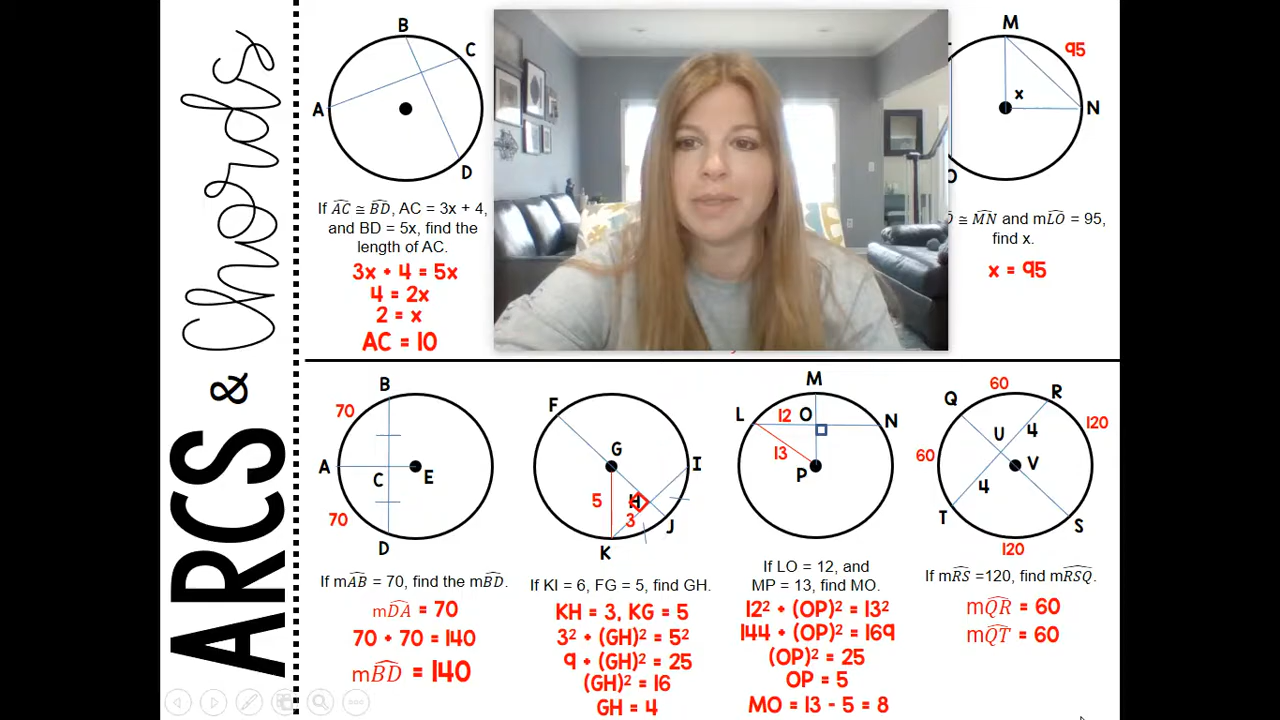 ARCS & Chords
B
C
A
D
If AC ≅ BD, AC = 3x + 4,
and BD = 5x, find the
length of AC.
3x + 4 = 5x
4 = 2x
2 = x
AC = 10
M
95
x
N
≅ MN and mLO = 95,
find x.
x = 95
B
70
A
C
E
70
D
If mAB = 70, find the mBD.
mDA = 70
70 + 70 = 140
mBD = 140
F
G
I
5
H
3
J
K
If KI = 6, FG = 5, find GH.
KH = 3, KG = 5
3² + (GH)² = 5²
9 + (GH)² = 25
(GH)² = 16
GH = 4
M
L
12
O
N
13
P
If LO = 12, and
MP = 13, find MO.
12² + (OP)² = 13²
144 + (OP)² = 169
(OP)² = 25
OP = 5
MO = 13 - 5 = 8
60
Q
R
U
4
120
60
V
4
T
S
120
If mRS =120, find mRSQ.
mQR = 60
mQT = 60